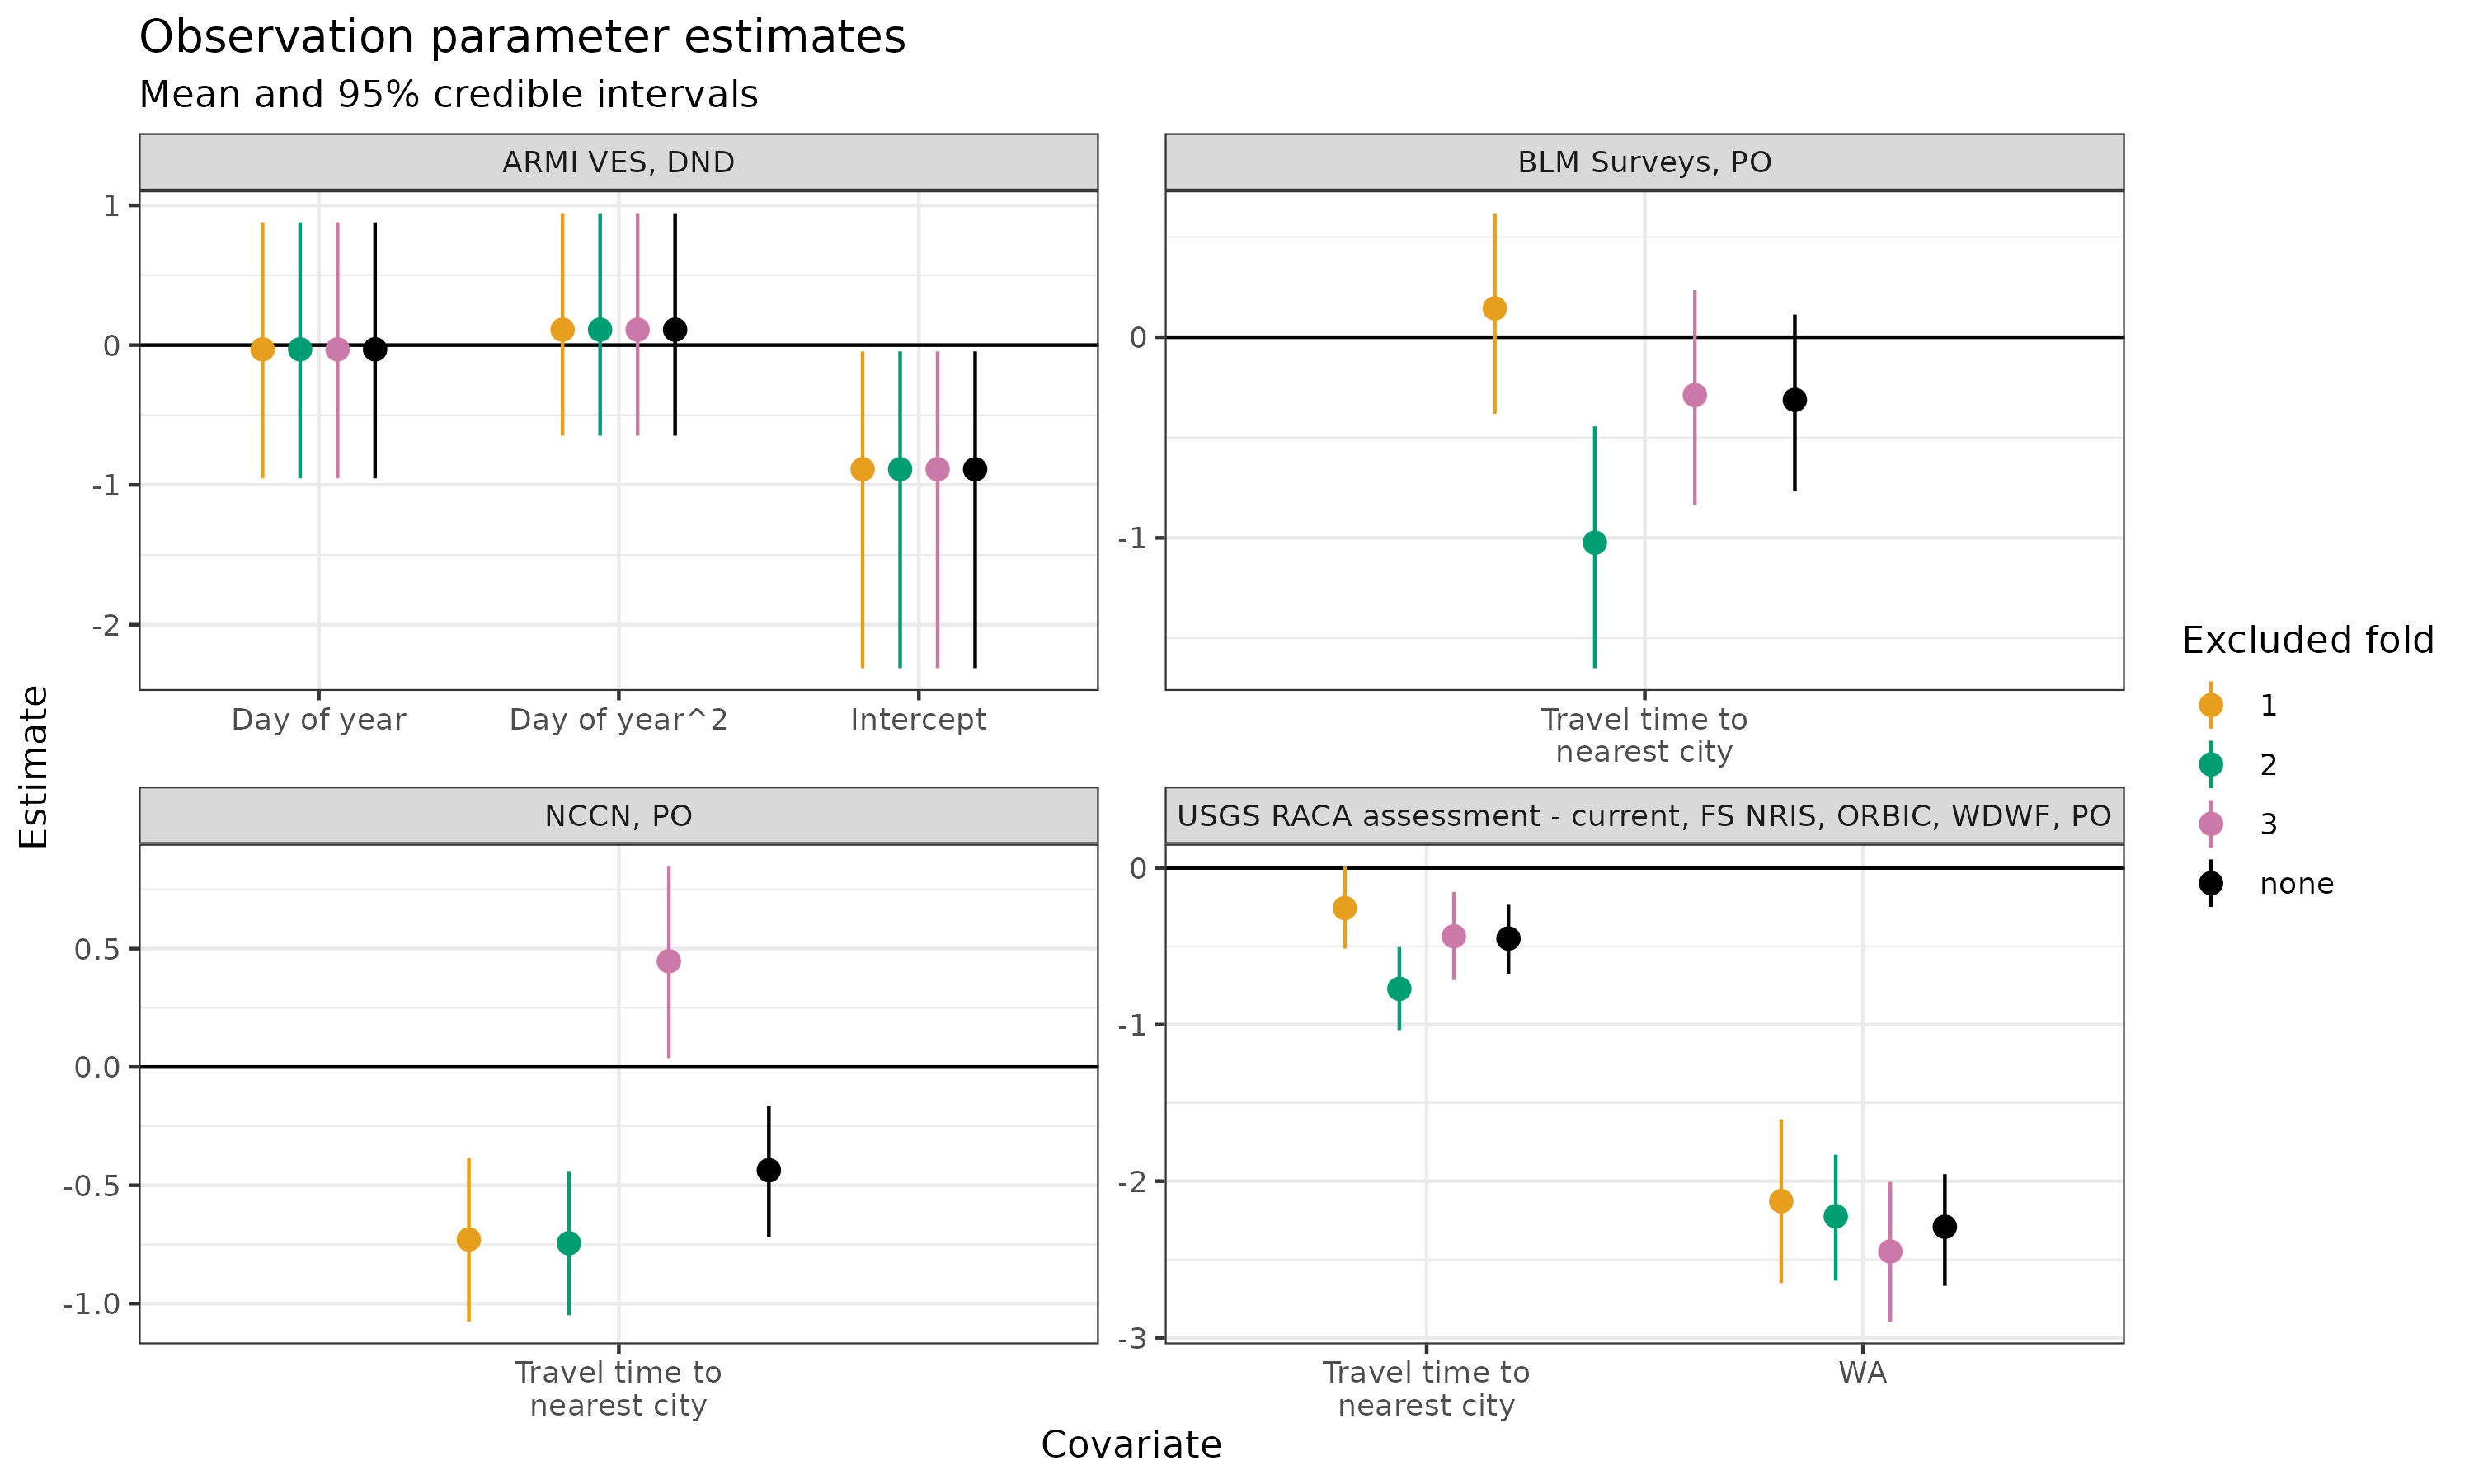 Observation parameter estimates
Mean and 95% credible intervals
ARMI VES, DND
1
0
-1
-2
Day of year
Day of year^2
Intercept
BLM Surveys, PO
0
-1
Travel time to
nearest city
NCCN, PO
0.5
0.0
-0.5
-1.0
Travel time to
nearest city
USGS RACA assessment - current, FS NRIS, ORBIC, WDWF, PO
0
-1
-2
-3
Travel time to
nearest city
WA
Estimate
Covariate
Excluded fold
1
2
3
none